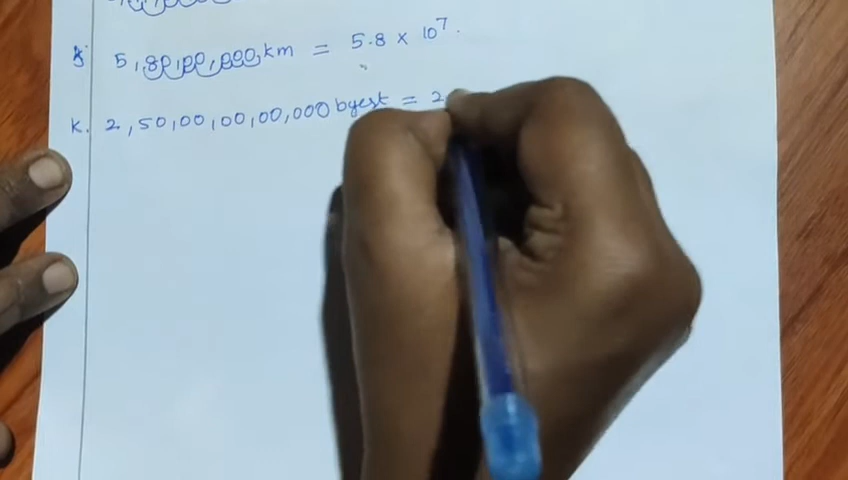 5,80,00,000 km = 5.8 × 10⁷.
K. 2,50,00,00,00,000 byest = 2